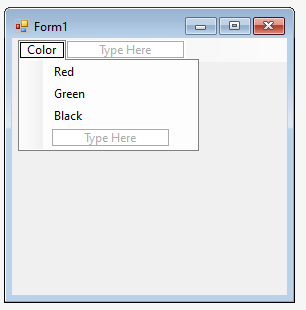 Form1
Color Type Here
Red
Green
Black
Type Here